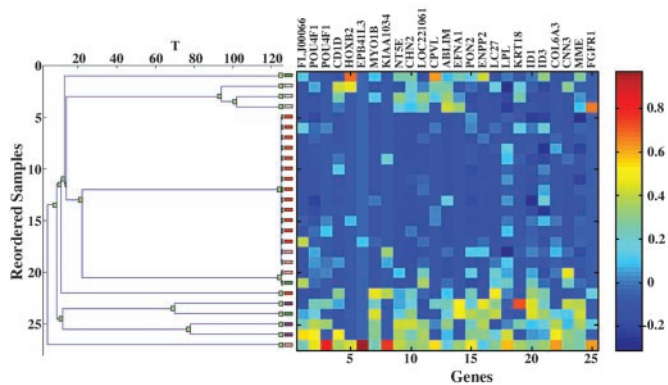 T
0 20 40 60 80 100 120
Reordered Samples
0
5
10
15
20
25
FLJ00066
POU4F1
POU4F1
CD1D
HOXB2
EPB41L3
MYO1B
KIAA1034
NT5E
CHN2
LOC221061
CPVL
ABLIM
EFNA1
PON2
ENPP2
LC27
LPL
KRT18
ID1
ID3
COL6A3
CNN3
MME
FGFR1
5 10 15 20 25
Genes
0.8
0.6
0.4
0.2
0
-0.2